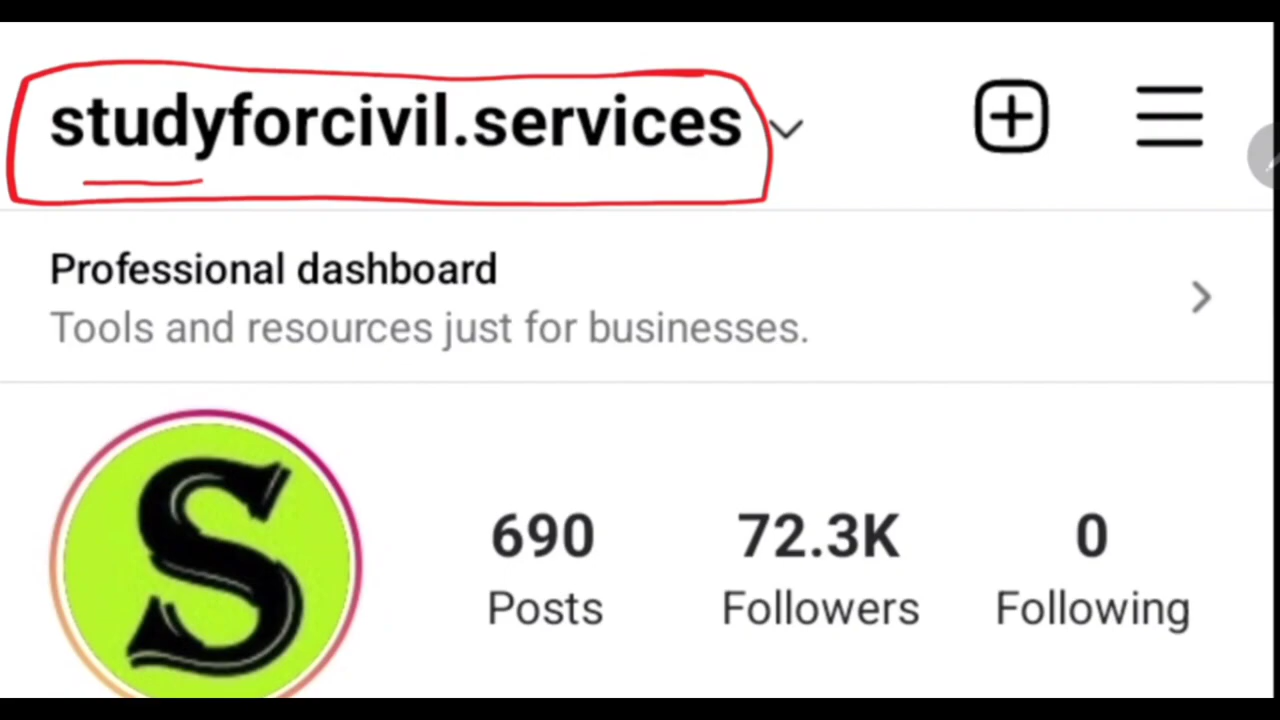 studyforcivil.services
Professional dashboard
Tools and resources just for businesses.
S
690 72.3K 0
Posts Followers Following